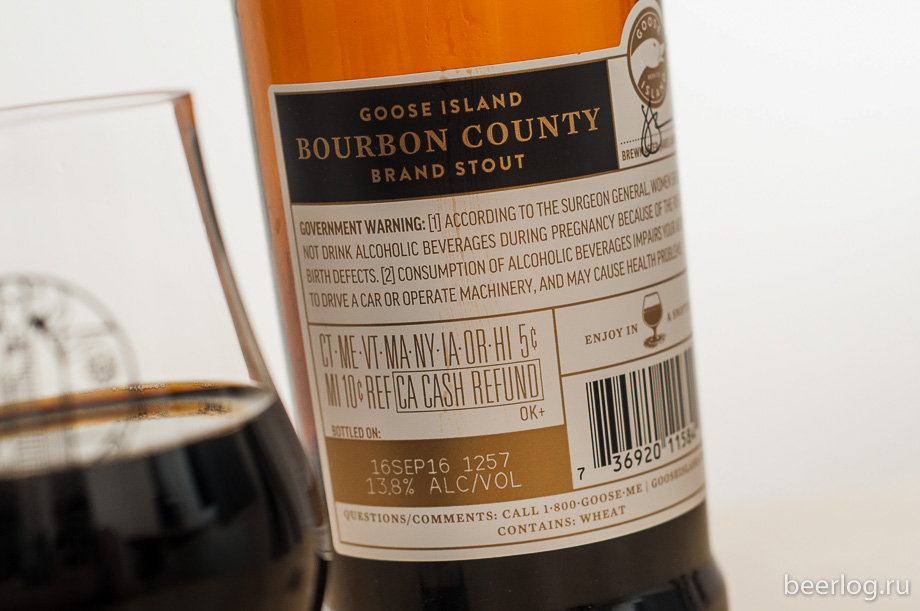 GOOSE
ISLAND
GOOSE ISLAND
BOURBON COUNTY
BRAND STOUT
GOVERNMENT WARNING: [1] ACCORDING TO THE SURGEON GENERAL, WOMEN
NOT DRINK ALCOHOLIC BEVERAGES DURING PREGNANCY BECAUSE OF THE
BIRTH DEFECTS. [2] CONSUMPTION OF ALCOHOLIC BEVERAGES IMPAIRS YOUR
TO DRIVE A CAR OR OPERATE MACHINERY, AND MAY CAUSE HEALTH
CT·ME·VT·MA·NY·IA·OR·HI 5¢
MI 10¢ REF CA CASH REFUND
OK+
ENJOY IN A
BOTTLED ON:
16SEP16 1257
13.8% ALC/VOL
7 36920 1158
QUESTIONS/COMMENTS: CALL 1·800·GOOSE·ME |
CONTAINS: WHEAT
beerlog.ru